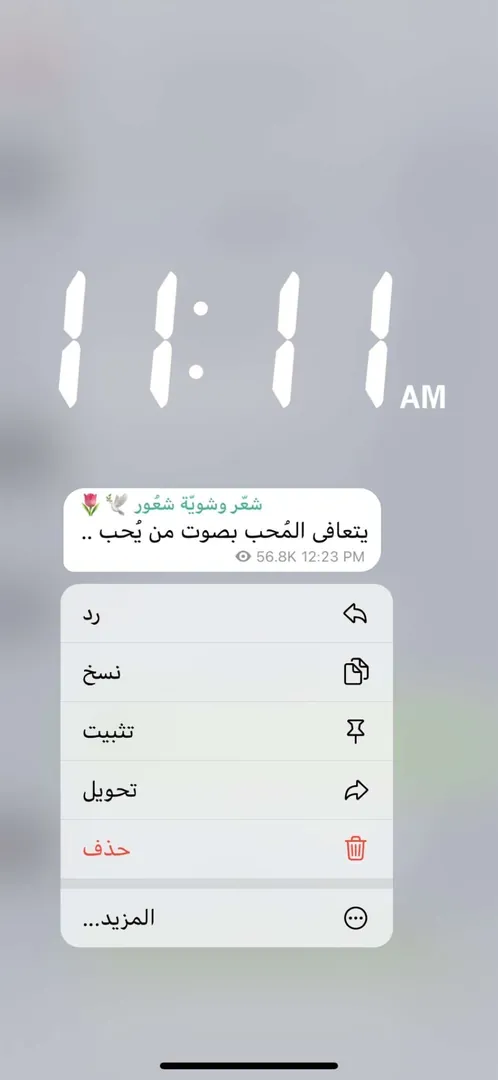 11:11 AM
شعّر وشويّة شعُور 🕊️🌷
يتعافى المُحب بصوت من يُحب ..
56.8K 12:23 PM
رد
نسخ
تثبيت
تحويل
حذف
المزيد...